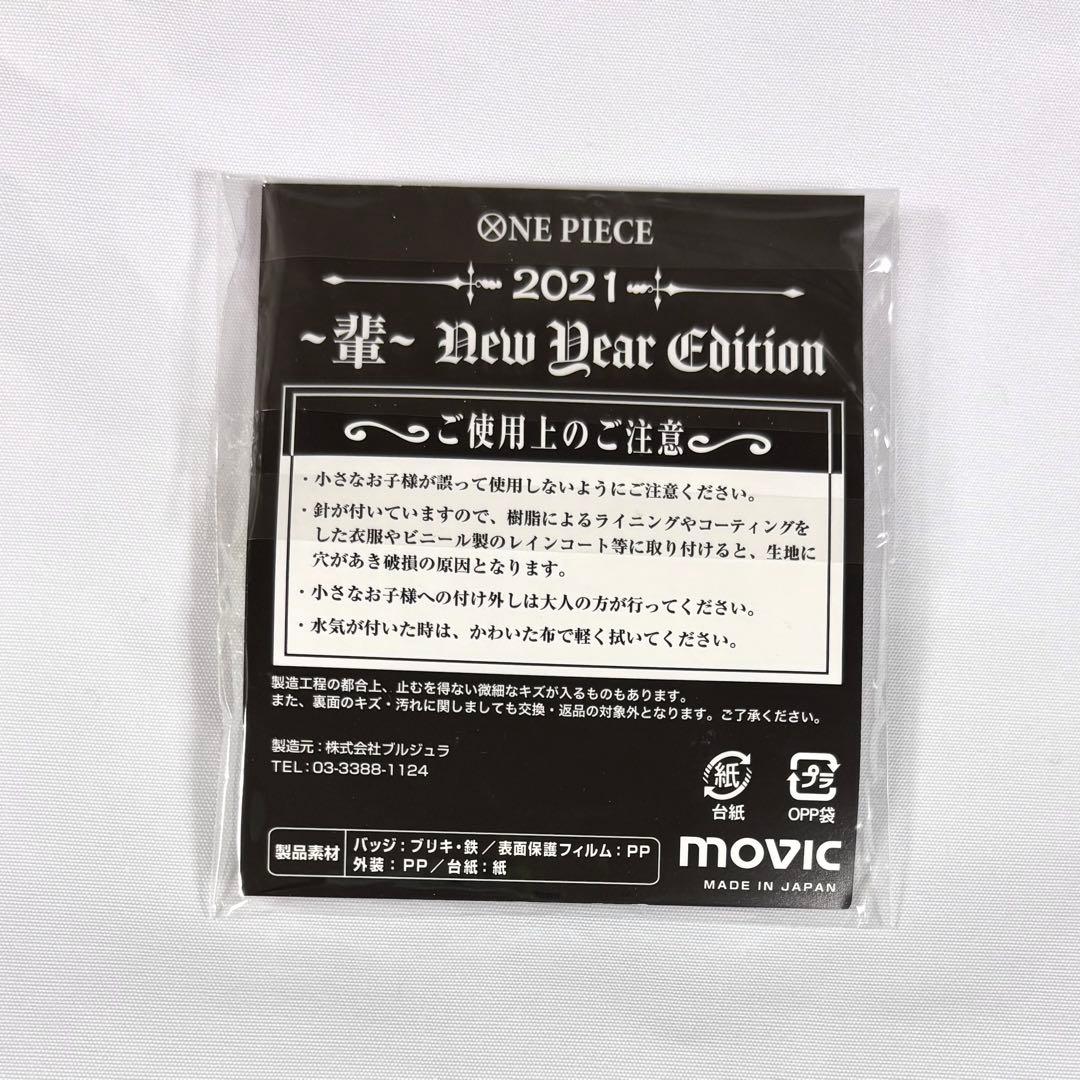 ONE PIECE
2021
~輩~ New Year Edition
ご使用上のご注意
・小さなお子様が誤って使用しないようにご注意ください。
・針が付いていますので、樹脂によるライニングやコーティングを
した衣服やビニール製のレインコート等に取り付けると、生地に
穴があき破損の原因となります。
・小さなお子様への付け外しは大人の方が行ってください。
・水気が付いた時は、かわいた布で軽く拭いてください。
製造工程の都合上、止むを得ない微細なキズが入るものもあります。
また、裏面のキズ・汚れに関しましても交換・返品の対象外となります。ご了承ください。
製造元：株式会社ブルジュラ
TEL：03-3388-1124
紙
台紙
プラ
OPP袋
製品素材
バッジ：ブリキ・鉄／表面保護フィルム：PP
外装：PP／台紙：紙
movic
MADE IN JAPAN